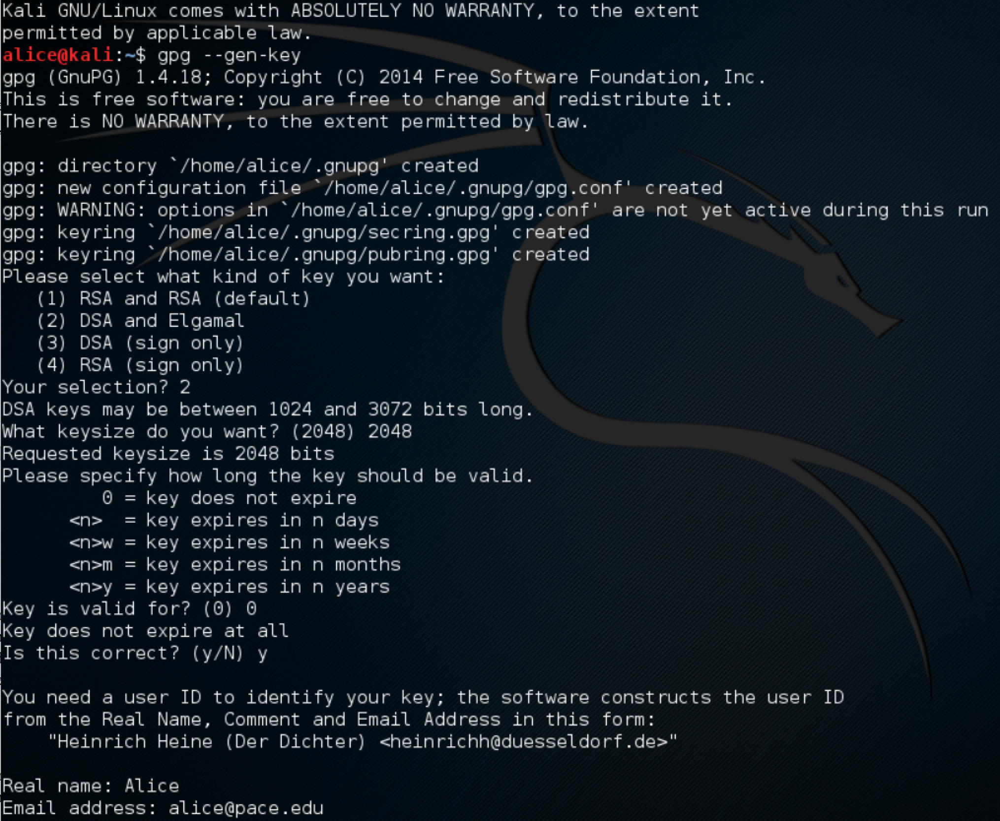 Kali GNU/Linux comes with ABSOLUTELY NO WARRANTY, to the extent
permitted by applicable law.
alice@kali:~$ gpg --gen-key
gpg (GnuPG) 1.4.18; Copyright (C) 2014 Free Software Foundation, Inc.
This is free software: you are free to change and redistribute it.
There is NO WARRANTY, to the extent permitted by law.

gpg: directory `/home/alice/.gnupg' created
gpg: new configuration file `/home/alice/.gnupg/gpg.conf' created
gpg: WARNING: options in `/home/alice/.gnupg/gpg.conf' are not yet active during this run
gpg: keyring `/home/alice/.gnupg/secring.gpg' created
gpg: keyring `/home/alice/.gnupg/pubring.gpg' created
Please select what kind of key you want:
   (1) RSA and RSA (default)
   (2) DSA and Elgamal
   (3) DSA (sign only)
   (4) RSA (sign only)
Your selection? 2
DSA keys may be between 1024 and 3072 bits long.
What keysize do you want? (2048) 2048
Requested keysize is 2048 bits
Please specify how long the key should be valid.
         0 = key does not expire
      <n>  = key expires in n days
      <n>w = key expires in n weeks
      <n>m = key expires in n months
      <n>y = key expires in n years
Key is valid for? (0) 0
Key does not expire at all
Is this correct? (y/N) y

You need a user ID to identify your key; the software constructs the user ID
from the Real Name, Comment and Email Address in this form:
    "Heinrich Heine (Der Dichter) <heinrichh@duesseldorf.de>"

Real name: Alice
Email address: alice@pace.edu